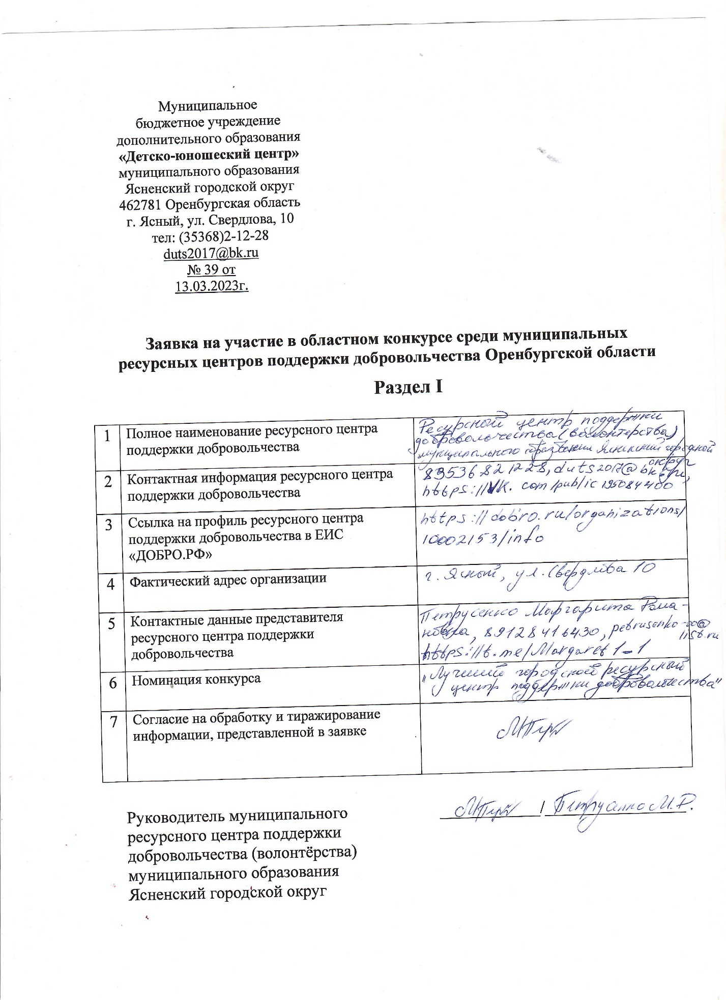 Муниципальное
бюджетное учреждение
дополнительного образования
«Детско-юношеский центр»
муниципального образования
Ясненский городской округ
462781 Оренбургская область
г. Ясный, ул. Свердлова, 10
тел: (35368)2-12-28
duts2017@bk.ru
№ 39 от
13.03.2023г.
Заявка на участие в областном конкурсе среди муниципальных
ресурсных центров поддержки добровольчества Оренбургской области
Раздел I
1
Полное наименование ресурсного центра
поддержки добровольчества
Ресурсный центр поддержки
добровольчества (волонтерства)
муниципального образования Ясненский городской
округ
2
Контактная информация ресурсного центра
поддержки добровольчества
83536821228, duts2017@bk.ru,
https://vk.com/public195084400
3
Ссылка на профиль ресурсного центра
поддержки добровольчества в ЕИС
«ДОБРО.РФ»
https://dobro.ru/organizations/
10002153/info
4
Фактический адрес организации
г. Ясный, ул. Свердлова 10
5
Контактные данные представителя
ресурсного центра поддержки
добровольчества
Петрусенко Маргарита Рома-
новна, 89128416430, petrusenko-00@
list.ru
https://t.me/Margaret1_1
6
Номинация конкурса
"Лучший городской ресурсный
центр поддержки добровольчества"
7
Согласие на обработку и тиражирование
информации, представленной в заявке
Руководитель муниципального
ресурсного центра поддержки
добровольчества (волонтёрства)
муниципального образования
Ясненский городской округ
/ Петрусенко М.Р.